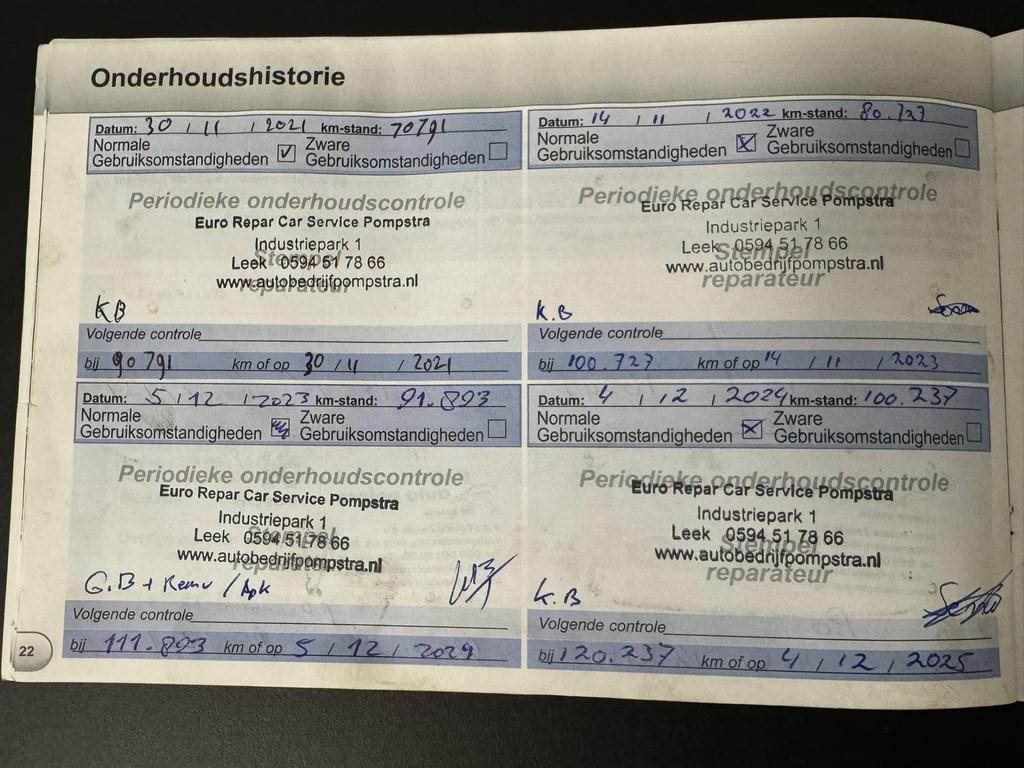 Onderhoudshistorie
Datum: 30 / 11 / 2021 km-stand: 70791
Normale Gebruiksomstandigheden Zware Gebruiksomstandigheden
Periodieke onderhoudscontrole
Euro Repar Car Service Pompstra
Industriepark 1
Stempel
Leek 0594 51 78 66
www.autobedrijfpompstra.nl
reparateur
KB
Volgende controle
bij 90791 km of op 30 / 11 / 2021
Datum: 14 / 11 / 2022 km-stand: 80.727
Normale Gebruiksomstandigheden Zware Gebruiksomstandigheden
Periodieke onderhoudscontrole
Euro Repar Car Service Pompstra
Industriepark 1
Leek 0594 51 78 66
Stempel
www.autobedrijfpompstra.nl
reparateur
K.B
Volgende controle
bij 100.727 km of op 14 / 11 / 2023
Datum: 5 / 12 / 2023 km-stand: 91.893
Normale Gebruiksomstandigheden Zware Gebruiksomstandigheden
Periodieke onderhoudscontrole
Euro Repar Car Service Pompstra
Industriepark 1
Stempel
Leek 0594 51 78 66
www.autobedrijfpompstra.nl
reparateur
G.B + Remv / Apk
Volgende controle
bij 111.893 km of op 5 / 12 / 2024
Datum: 4 / 12 / 2024 km-stand: 100.237
Normale Gebruiksomstandigheden Zware Gebruiksomstandigheden
Periodieke onderhoudscontrole
Euro Repar Car Service Pompstra
Industriepark 1
Leek 0594 51 78 66
Stempel
www.autobedrijfpompstra.nl
reparateur
K.B
Volgende controle
bij 120.237 km of op 4 / 12 / 2025
22